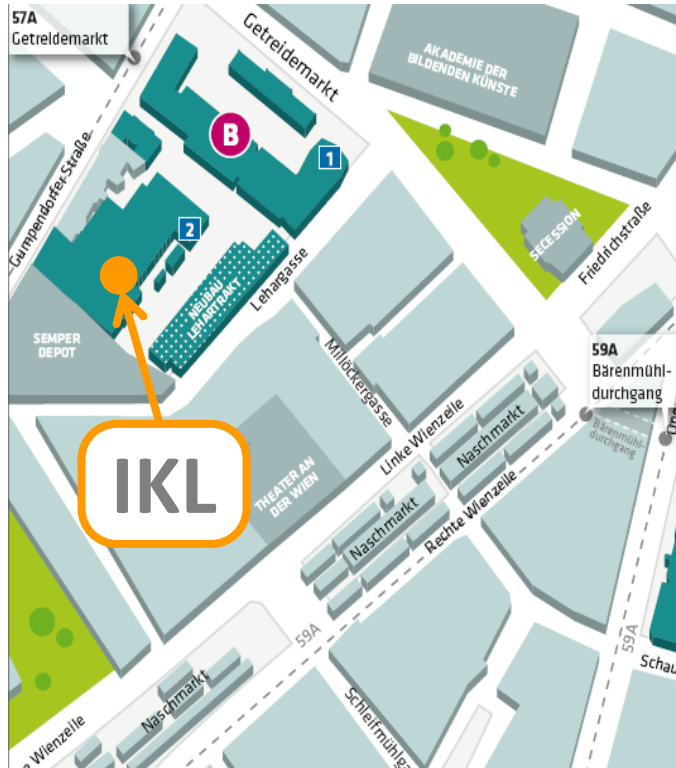 57A
Getreidemarkt
Getreidemarkt
AKADEMIE DER
BILDENDEN KÜNSTE
B
1
Gumpendorfer-Straße
2
SECESSION
Friedrichstraße
NEUBAU
LEHARTRAKT
Lehargasse
SEMPER
DEPOT
59A
Bärenmühl-
durchgang
Bärenmühl-
durchgang
Millöckergasse
IKL
THEATER AN
DER WIEN
Linke Wienzeile
Naschmarkt
Naschmarkt
Rechte Wienzeile
59A
59A
Schau
Naschmarkt
Schleifmühlga
e Wienzeile